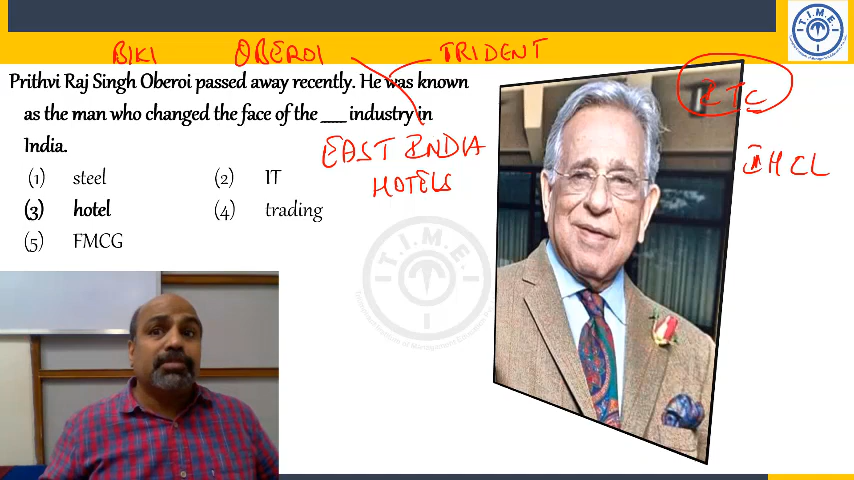 BIKI OBEROI TRIDENT
Prithvi Raj Singh Oberoi passed away recently. He was known
as the man who changed the face of the ___ industry in
India.
EAST INDIA
HOTELS
ITC
IHCL
(1) steel (2) IT
(3) hotel (4) trading
(5) FMCG
T.I.M.E.
T.I.M.E.